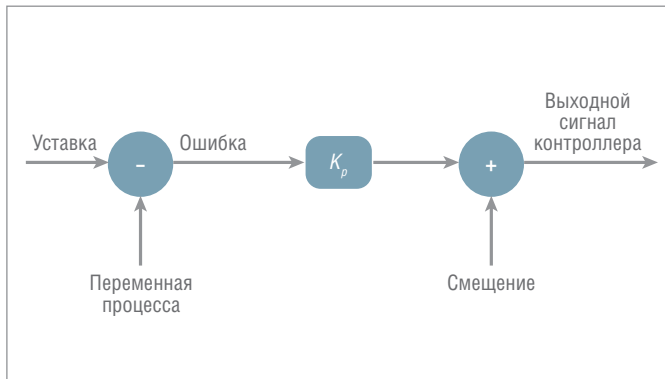 Выходной
сигнал
контроллера
Уставка
Ошибка
–
Kp
+
Переменная
процесса
Смещение